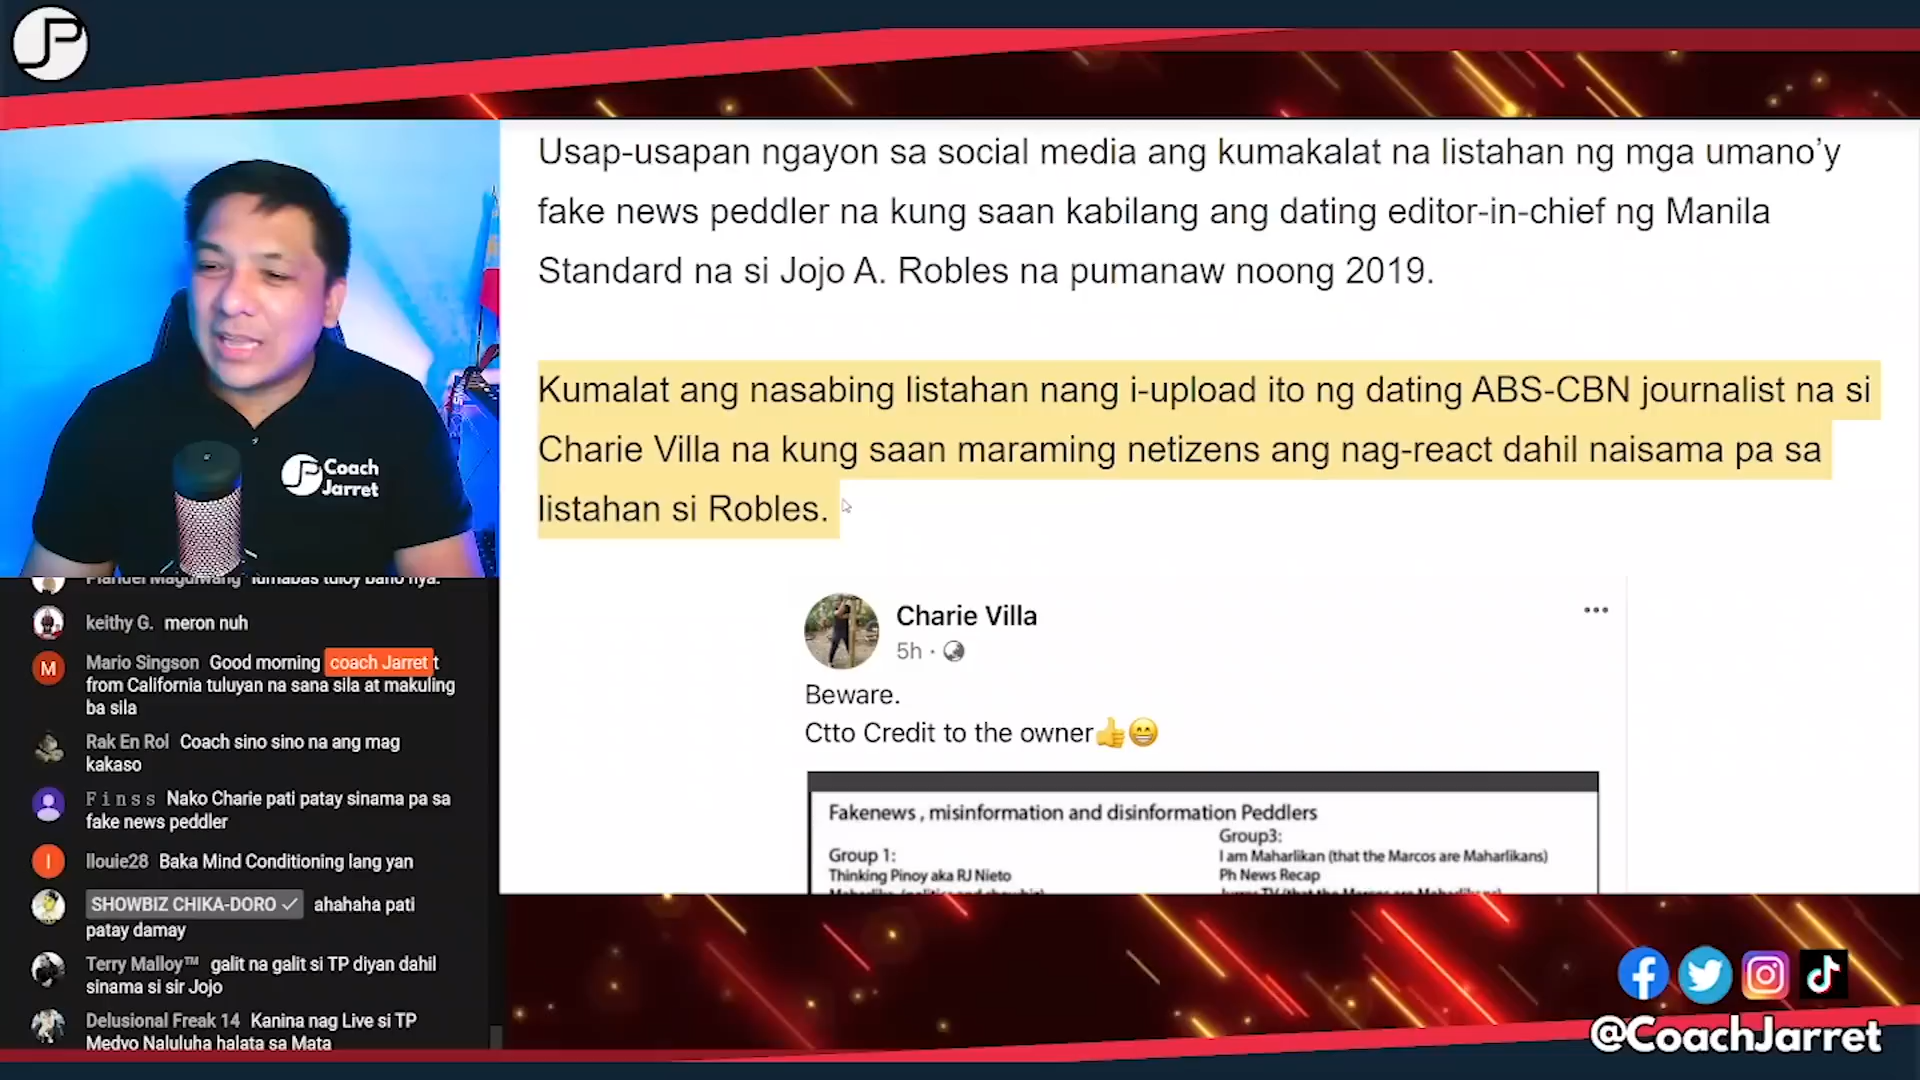 JP
Usap-usapan ngayon sa social media ang kumakalat na listahan ng mga umano’y
fake news peddler na kung saan kabilang ang dating editor-in-chief ng Manila
Standard na si Jojo A. Robles na pumanaw noong 2019.
Kumalat ang nasabing listahan nang i-upload ito ng dating ABS-CBN journalist na si
Charie Villa na kung saan maraming netizens ang nag-react dahil naisama pa sa
listahan si Robles.
Charie Villa
5h ·
Beware.
Ctto Credit to the owner👍😁
Fakenews , misinformation and disinformation Peddlers
Group 1:
Thinking Pinoy aka RJ Nieto
Group3:
I am Maharlikan (that the Marcos are Maharlikans)
Ph News Recap
Coach
Jarret
keithy G. meron nuh
Mario Singson Good morning coach Jarret t
from California tuluyan na sana sila at makuling
ba sila
Rak En Rol Coach sino sino na ang mag
kakaso
F i n s s Nako Charie pati patay sinama pa sa
fake news peddler
llouie28 Baka Mind Conditioning lang yan
SHOWBIZ CHIKA-DORO ✓ ahahaha pati
patay damay
Terry Malloy™ galit na galit si TP diyan dahil
sinama si sir Jojo
Delusional Freak 14 Kanina nag Live si TP
Medyo Naluluha halata sa Mata
@CoachJarret